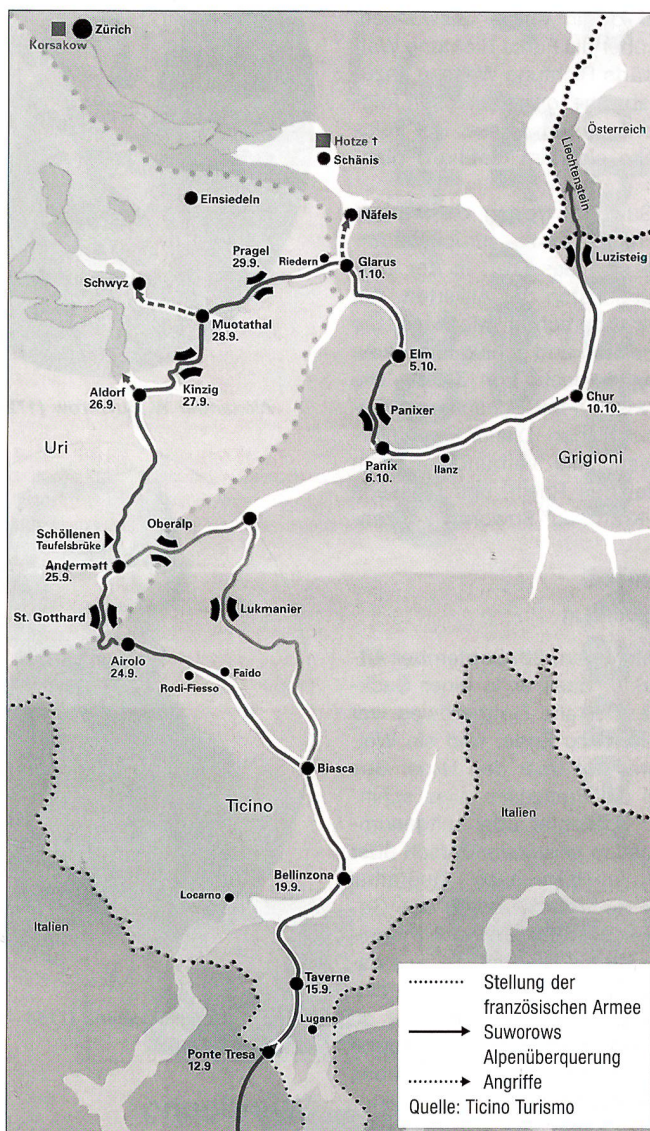 Zürich
Korsakow
Österreich
Hotze †
Schänis
Liechtenstein
Einsiedeln
Näfels
Pragel
29.9.
Riedern
Luzisteig
Glarus
1.10.
Schwyz
Muotathal
28.9.
Elm
5.10.
Aldorf
26.9.
Kinzig
27.9.
Chur
10.10.
Panixer
Uri
Panix
6.10.
Ilanz
Grigioni
Oberalp
Schöllenen
Teufelsbrüke
Andermatt
25.9.
St. Gotthard
Lukmanier
Airolo
24.9.
Faido
Rodi-Fiesso
Biasca
Ticino
Italien
Bellinzona
19.9.
Locarno
Italien
Taverne
15.9.
Lugano
Ponte Tresa
12.9
Stellung der
französischen Armee
Suworows
Alpenüberquerung
Angriffe
Quelle: Ticino Turismo